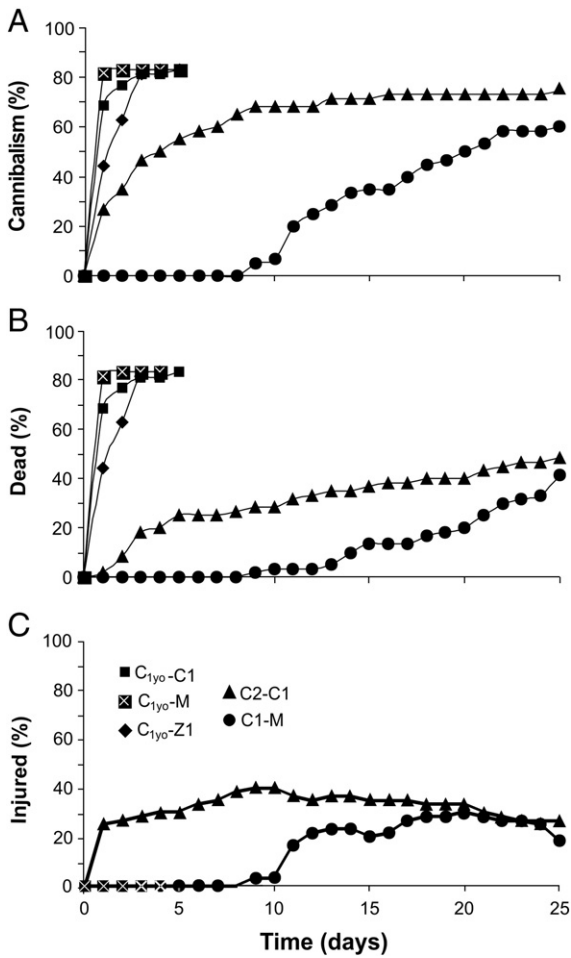 A
100
80
60
40
20
0
Cannibalism (%)
B
100
80
60
40
20
0
Dead (%)
C
100
80
60
40
20
0
Injured (%)
C1yo-C1
C1yo-M
C1yo-Z1
C2-C1
C1-M
0 5 10 15 20 25
Time (days)